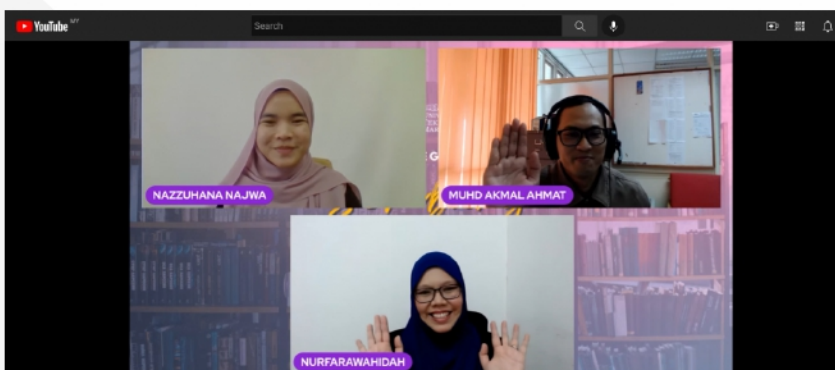 YouTube MY
Search
NAZZUHANA NAJWA
MUHD AKMAL AHMAT
NURFARAWAHIDAH